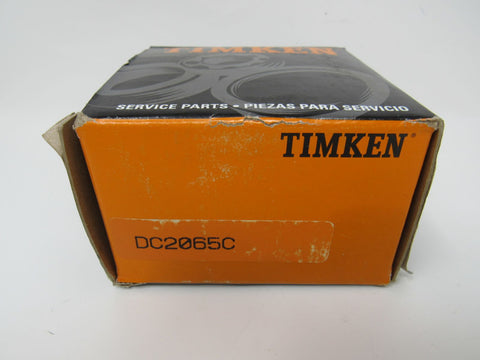 TIMKEN
SERVICE PARTS • PIEZAS PARA SERVICIO
TIMKEN®
DC2065C